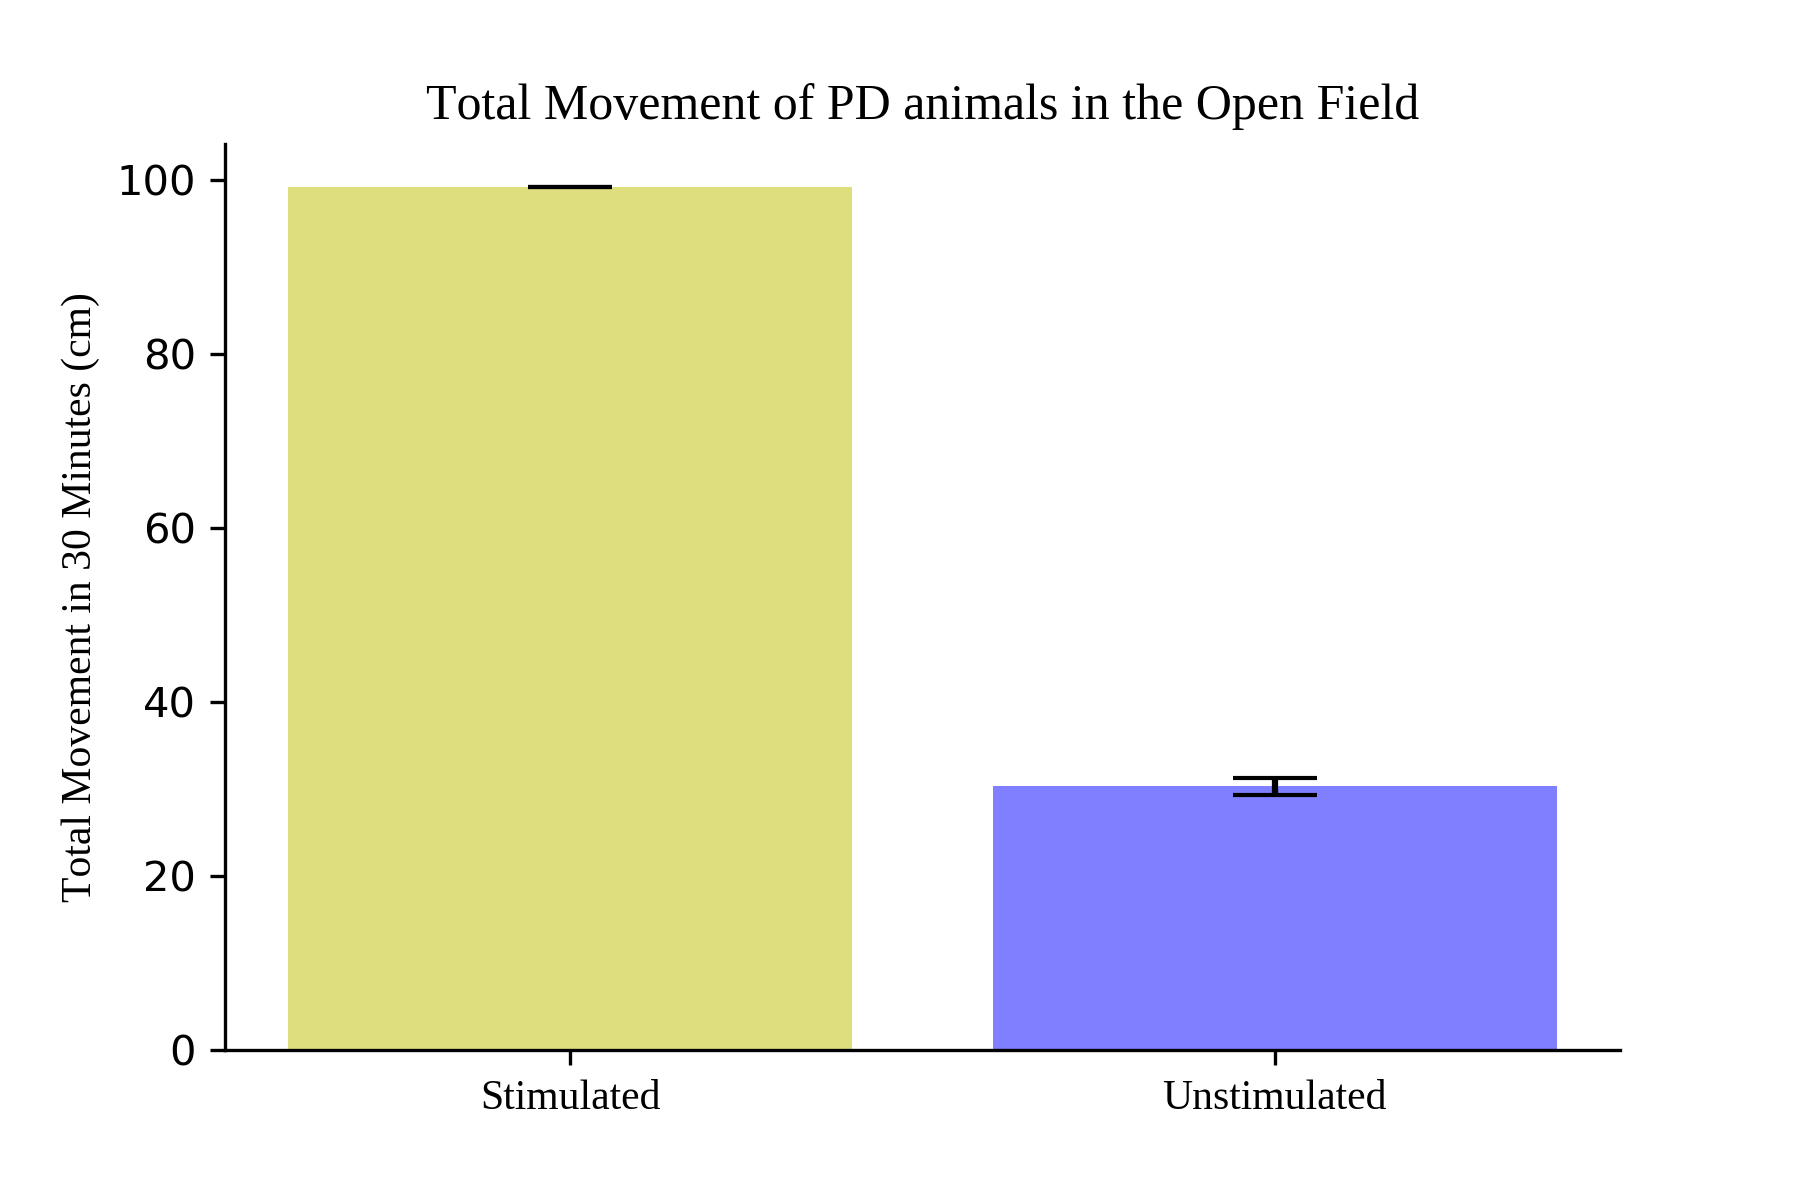 Total Movement of PD animals in the Open Field
Total Movement in 30 Minutes (cm)
100
80
60
40
20
0
Stimulated
Unstimulated